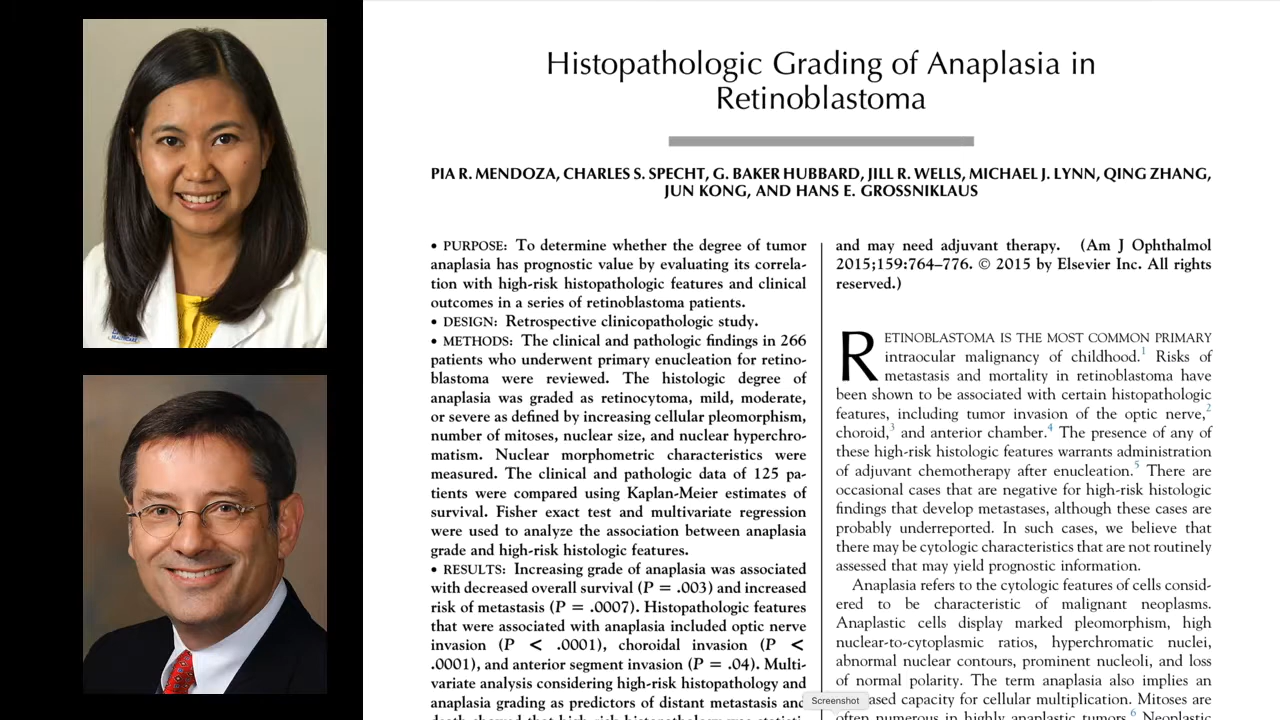 Histopathologic Grading of Anaplasia in
Retinoblastoma
PIA R. MENDOZA, CHARLES S. SPECHT, G. BAKER HUBBARD, JILL R. WELLS, MICHAEL J. LYNN, QING ZHANG,
JUN KONG, AND HANS E. GROSSNIKLAUS
• PURPOSE: To determine whether the degree of tumor
anaplasia has prognostic value by evaluating its correla-
tion with high-risk histopathologic features and clinical
outcomes in a series of retinoblastoma patients.
• DESIGN: Retrospective clinicopathologic study.
• METHODS: The clinical and pathologic findings in 266
patients who underwent primary enucleation for retino-
blastoma were reviewed. The histologic degree of
anaplasia was graded as retinocytoma, mild, moderate,
or severe as defined by increasing cellular pleomorphism,
number of mitoses, nuclear size, and nuclear hyperchro-
matism. Nuclear morphometric characteristics were
measured. The clinical and pathologic data of 125 pa-
tients were compared using Kaplan-Meier estimates of
survival. Fisher exact test and multivariate regression
were used to analyze the association between anaplasia
grade and high-risk histologic features.
• RESULTS: Increasing grade of anaplasia was associated
with decreased overall survival (P = .003) and increased
risk of metastasis (P = .0007). Histopathologic features
that were associated with anaplasia included optic nerve
invasion (P < .0001), choroidal invasion (P <
.0001), and anterior segment invasion (P = .04). Multi-
variate analysis considering high-risk histopathology and
anaplasia grading as predictors of distant metastasis and
and may need adjuvant therapy. (Am J Ophthalmol
2015;159:764–776. © 2015 by Elsevier Inc. All rights
reserved.)
RETINOBLASTOMA IS THE MOST COMMON PRIMARY
intraocular malignancy of childhood.1 Risks of
metastasis and mortality in retinoblastoma have
been shown to be associated with certain histopathologic
features, including tumor invasion of the optic nerve,2
choroid,3 and anterior chamber.4 The presence of any of
these high-risk histologic features warrants administration
of adjuvant chemotherapy after enucleation.5 There are
occasional cases that are negative for high-risk histologic
findings that develop metastases, although these cases are
probably underreported. In such cases, we believe that
there may be cytologic characteristics that are not routinely
assessed that may yield prognostic information.
Anaplasia refers to the cytologic features of cells consid-
ered to be characteristic of malignant neoplasms.
Anaplastic cells display marked pleomorphism, high
nuclear-to-cytoplasmic ratios, hyperchromatic nuclei,
abnormal nuclear contours, prominent nucleoli, and loss
of normal polarity. The term anaplasia also implies an
capacity for cellular multiplication. Mitoses are
often numerous in highly anaplastic tumors.6 Neoplastic
Screenshot